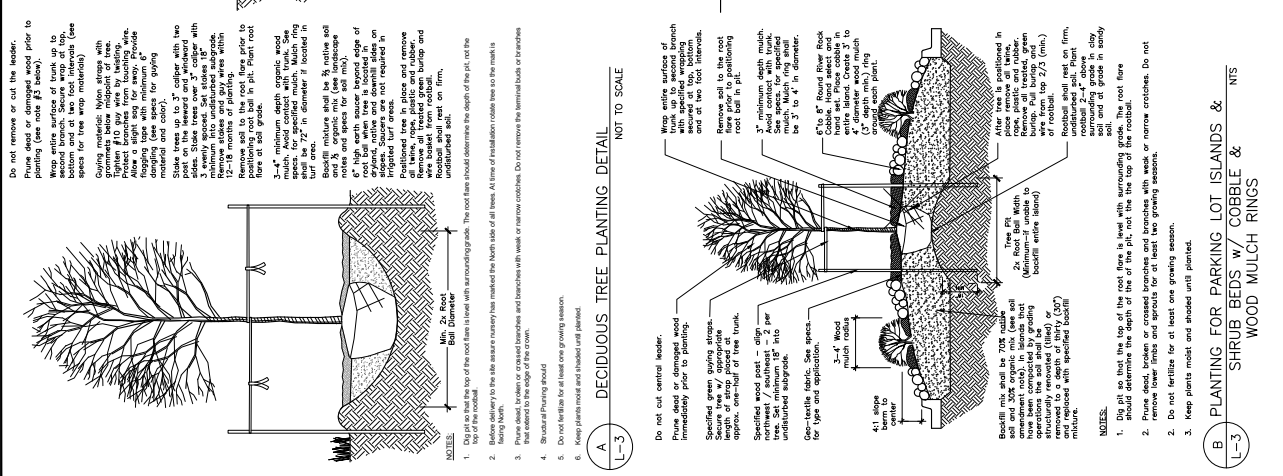 Do not remove or cut the leader.
Prune dead or damaged wood prior to
planting (see note #3 below).
Wrap entire surface of trunk up to
second branch. Secure wrap at top,
bottom and at two foot intervals (see
specs for tree wrap materials)
Guying material: Nylon straps with
grommets below midpoint of tree.
Tighten #10 guy wire by twisting.
Protect branches from touching wire.
Allow a slight sag for sway. Provide
flagging tape with minimum 6"
dangling (see specs for guying
material and color).
Stake trees up to 3" caliper with two
post on the leeward and windward
sides. Stake trees over 3" caliper with
3 evenly spaced. Set stakes 18"
minimum into undisturbed subgrade.
Remove stakes and guy wires within
12-18 months of planting.
Remove soil to root flare prior to
positioning root ball in pit. Plant root
flare at soil grade.
3-4" minimum depth organic wood
mulch. Avoid contact with trunk. See
specs. for specified wood. Mulch ring
shall be 72" in diameter if located in
turf area.
Backfill mixture shall be ⅔ native soil
and ⅓ organic mix (see landscape
notes and specs for soil mix).
6" high earth saucer beyond edge of
root ball when tree is located in
dryland, native and downhill sides on
slopes. Saucers are not required in
irrigated turf areas.
Positioned tree in place and remove
all twine, rope, plastic and rubber.
Remove all treated green burlap and
wire basket from rootball.
Rootball shall rest on firm,
undisturbed soil.
Min. 2x Root
Ball Diameter
NOTES:
1. Dig pit so that the top of the root flare is level with surrounding grade. The root flare should determine the depth of the pit, not the
top of the rootball.
2. Before delivery to the site assure nursery has marked the North side of all trees. At time of installation rotate tree so the mark is
facing North.
3. Prune dead, broken or crossed branches and branches with weak or narrow crotches. Do not remove the terminal buds or branches
that extend to the edge of the crown.
4. Structural Pruning should
5. Do not fertilize for at least one growing season.
6. Keep plants moist and shaded until planted.
A
L-3
DECIDUOUS TREE PLANTING DETAIL
NOT TO SCALE
Do not cut central leader.
Prune dead or damaged wood
immediately prior to planting.
Specified green guying straps.
Secure tree w/ appropriate
length of strap placed at
approx. one-half of tree trunk.
Specified wood post - align
northwest / southeast - 2 per
tree. Set minimum 18" into
undisturbed subgrade.
Geo-textile fabric. See specs.
for type and application.
3-4' Wood
mulch radius
4:1 slope
berm to
center
Backfill mix shall be 70% native
soil and 30% organic mix (see soil
amendment note). In islands that
have been compacted by grading
operations the soil shall be
structurally renovated (tilled) or
removed to a depth of thirty (30")
and replaced with specified backfill
mixture.
Tree Pit
2x Root Ball Width
(Minimum-if unable to
backfill entire island)
Wrap entire surface of
trunk up to second branch
with specified wrapping
secured at top, bottom
and at two foot intervals.
Remove soil to the root
flare prior to positioning
root ball in pit.
3" minimum depth mulch.
Avoid contact with trunk.
See specs. for specified
wood. Mulch ring shall
be 3' to 4' in diameter.
6"to 8" Round River Rock
Cobble. Hand select and
hand set. Place cobble in
entire island. Create 3' to
4' diameter mulch
(3" depth min.) ring
around each plant.
After tree is positioned in
place remove all twine,
rope, plastic and rubber.
Remove all treated, green
burlap. Pull burlap and
wire from top 2/3 (min.)
of rootball.
Rootball shall rest on firm,
undisturbed soil. Plant
rootball 2-4" above
surrounding grade in clay
soil and at grade in sandy
soil.
NOTES:
1. Dig pit so that the top of the root flare is level with surrounding grade. The root flare
should determine the depth of the of the pit, not the top of the rootball.
2. Prune dead, broken or crossed branches and branches with weak or narrow crotches. Do not
remove lower limbs and sprouts for at least two growing seasons.
2. Do not fertilize for at least one growing season.
3. Keep plants moist and shaded until planted.
B
L-3
PLANTING FOR PARKING LOT ISLANDS &
SHRUB BEDS w/ COBBLE &
WOOD MULCH RINGS
NTS